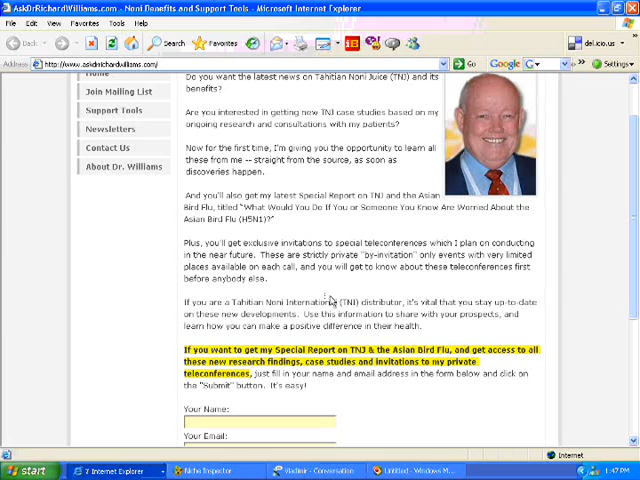 AskDrRichardWilliams.com - Noni Benefits and Support Tools - Microsoft Internet Explorer
File Edit View Favorites Tools Help
Back Search Favorites
del.icio.us
Address http://www.askdrrichardwilliams.com/ Go Google G Settings
Home
Join Mailing List
Support Tools
Newsletters
Contact Us
About Dr. Williams
Do you want the latest news on Tahitian Noni Juice (TNJ) and its
benefits?
Are you interested in getting new TNJ case studies based on my
ongoing research and consultations with my patients?
Now for the first time, I'm giving you the opportunity to learn all
these from me -- straight from the source, as soon as
discoveries happen.
And you'll also get my latest Special Report on TNJ and the Asian
Bird Flu, titled "What Would You Do If You or Someone You Know Are Worried About the
Asian Bird Flu (H5N1)?"
Plus, you'll get exclusive invitations to special teleconferences which I plan on conducting
in the near future. These are strictly private "by-invitation" only events with very limited
places available on each call, and you will get to know about these teleconferences first
before anybody else.
If you are a Tahitian Noni International (TNI) distributor, it's vital that you stay up-to-date
on these new developments. Use this information to share with your prospects, and
learn how you can make a positive difference in their health.
If you want to get my Special Report on TNJ & the Asian Bird Flu, and get access to all
these new research findings, case studies and invitations to my private
teleconferences, just fill in your name and email address in the form below and click on
the "Submit" button. It's easy!
Your Name:
Your Email:
Internet
start 7 Internet Explorer Niche Inspector Vladimir - Conversation Untitled - Windows M... 1:47 PM